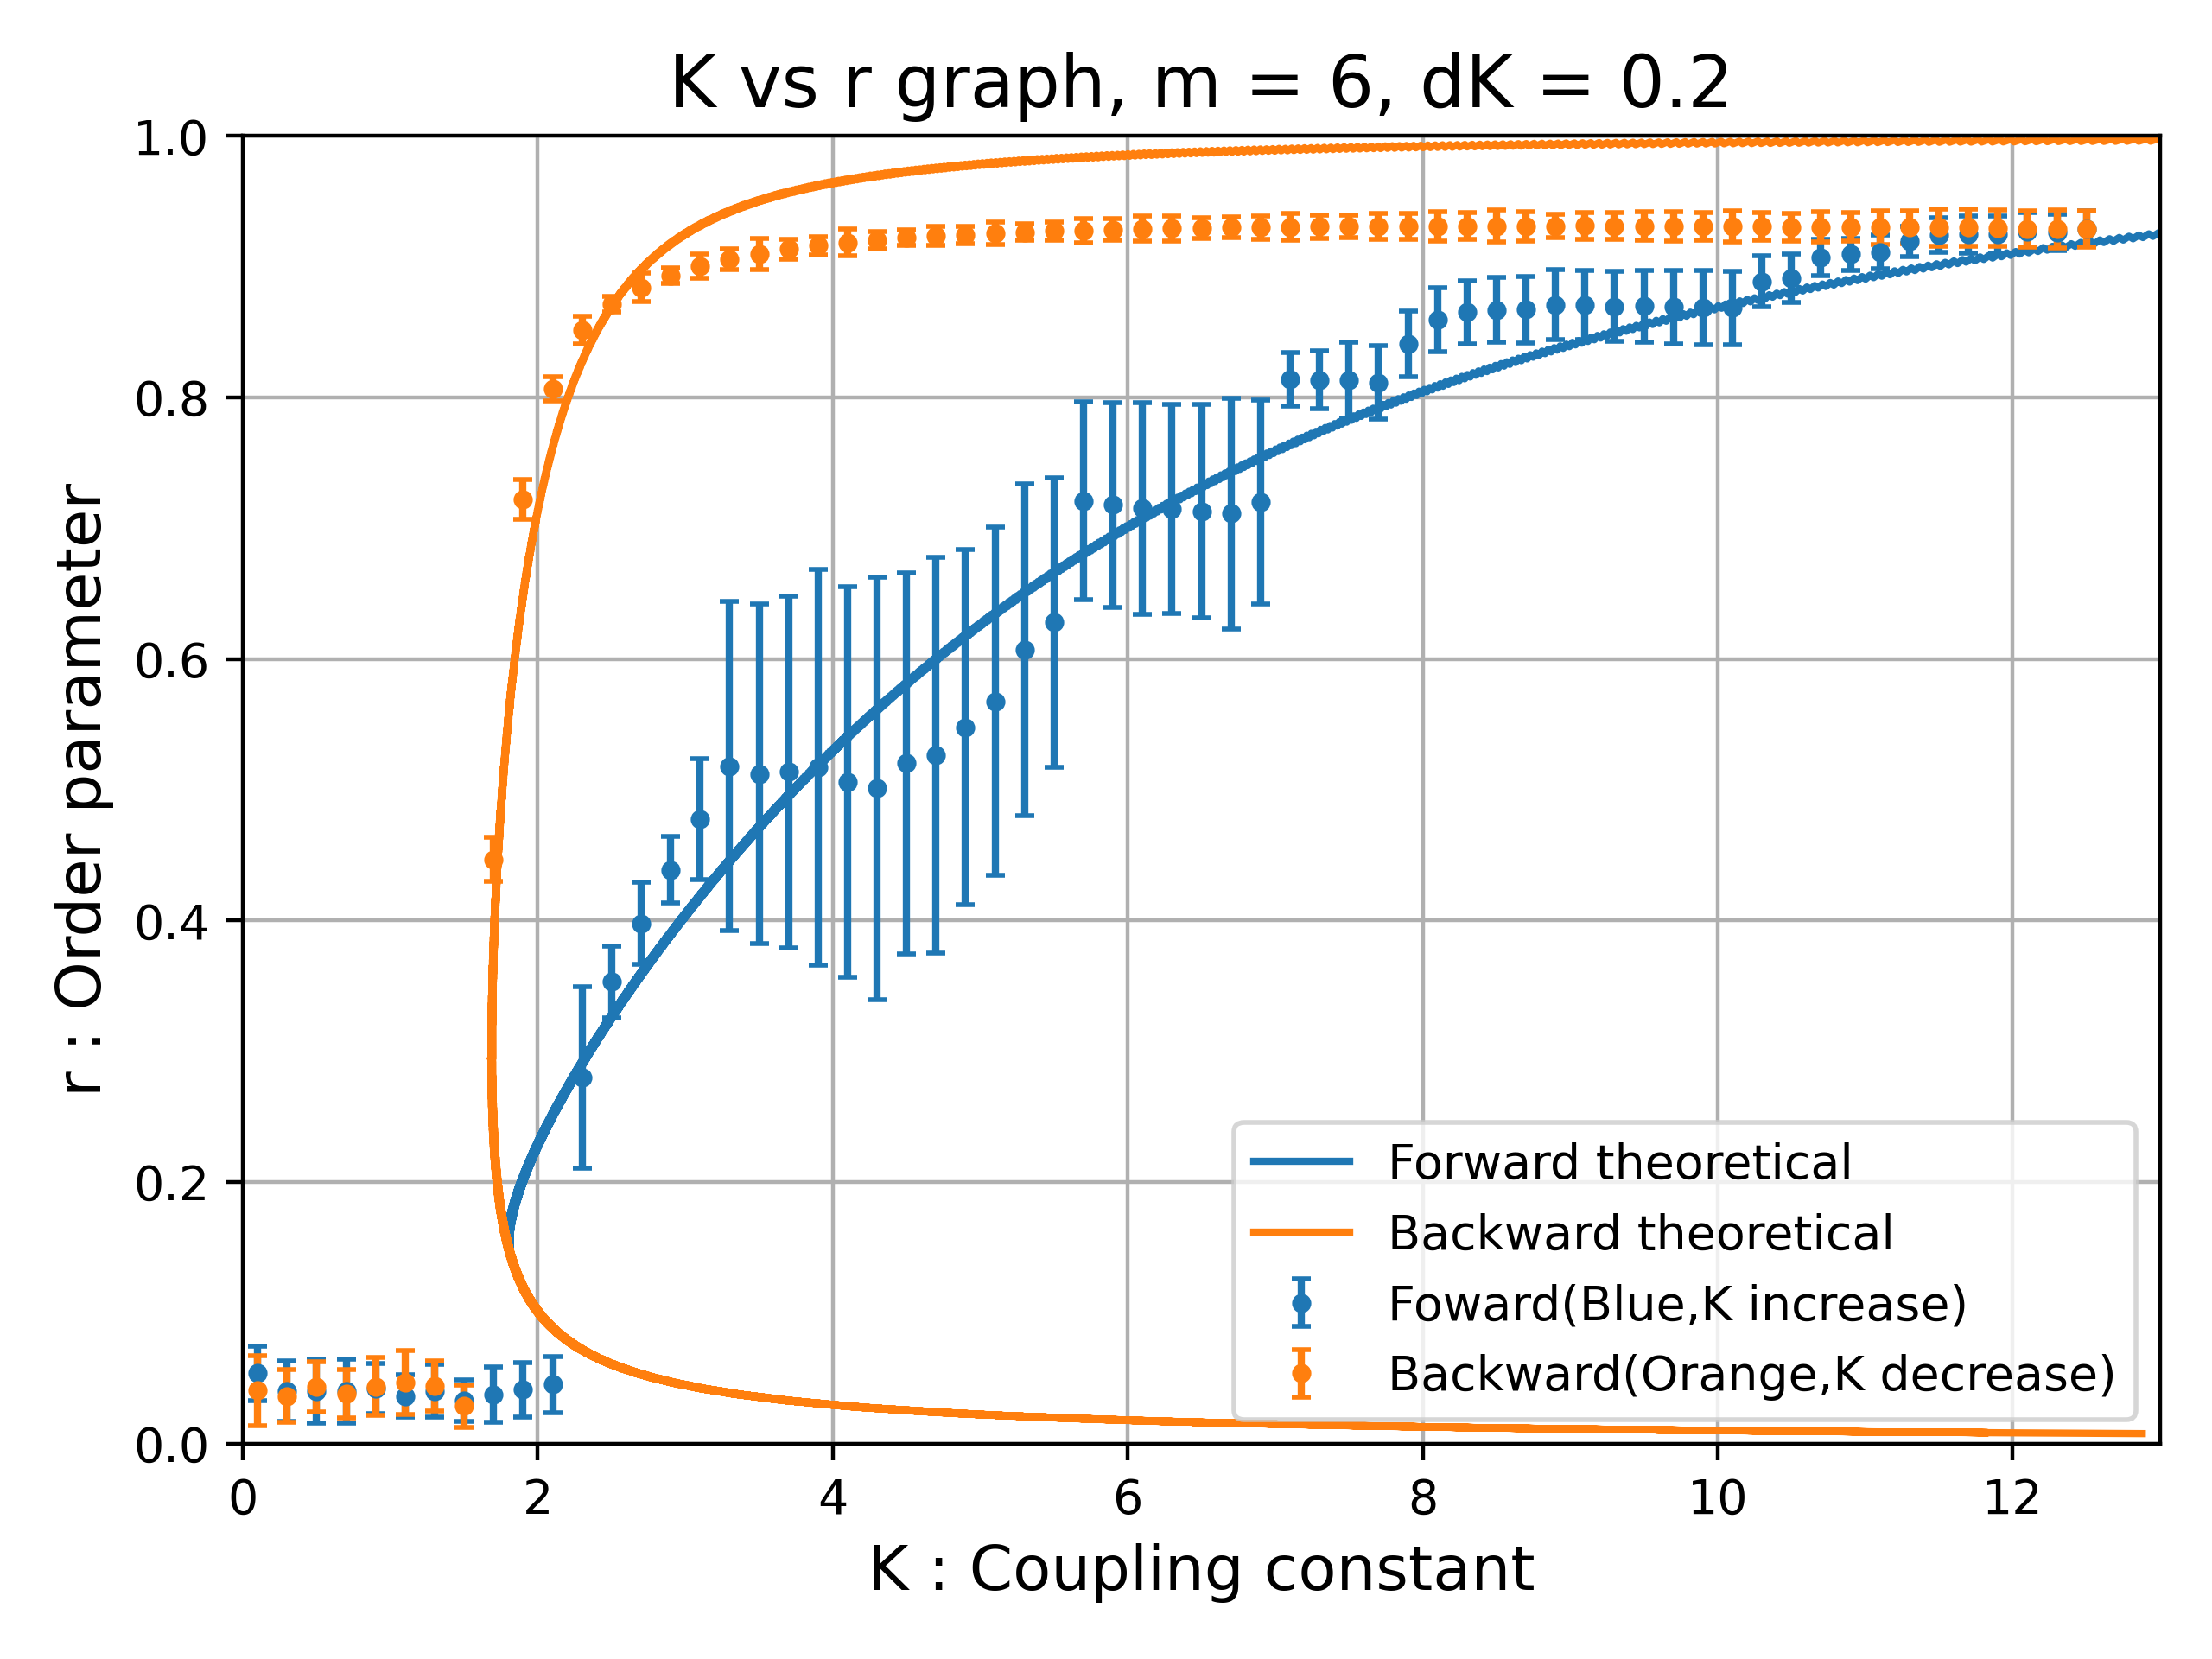 K vs r graph, m = 6, dK = 0.2
r : Order parameter
1.0
0.8
0.6
0.4
0.2
0.0
0 2 4 6 8 10 12
K : Coupling constant
Forward theoretical
Backward theoretical
Foward(Blue,K increase)
Backward(Orange,K decrease)